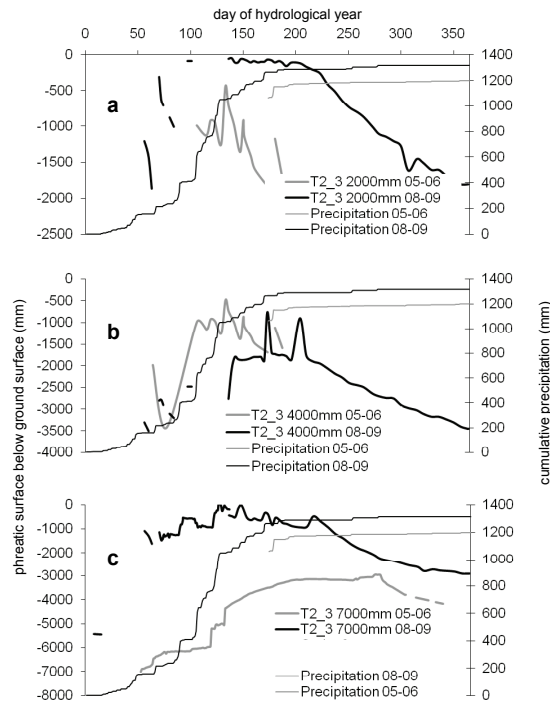 day of hydrological year
0 50 100 150 200 250 300 350
0 1400
-500 1200
1000
-1000 800
-1500 600
-2000 400
200
-2500 0
a
T2_3 2000mm 05-06
T2_3 2000mm 08-09
Precipitation 05-06
Precipitation 08-09
0 1400
-500 1200
-1000 1000
-1500
-2000 800
-2500 600
-3000 400
-3500 200
-4000 0
b
T2_3 4000mm 05-06
T2_3 4000mm 08-09
Precipitation 05-06
Precipitation 08-09
0 1400
-1000 1200
-2000 1000
-3000 800
-4000
-5000 600
-6000 400
-7000 200
-8000 0
c
T2_3 7000mm 05-06
T2_3 7000mm 08-09
Precipitation 08-09
Precipitation 05-06
phreatic surface below ground surface (mm)
cumulative precipitation (mm)